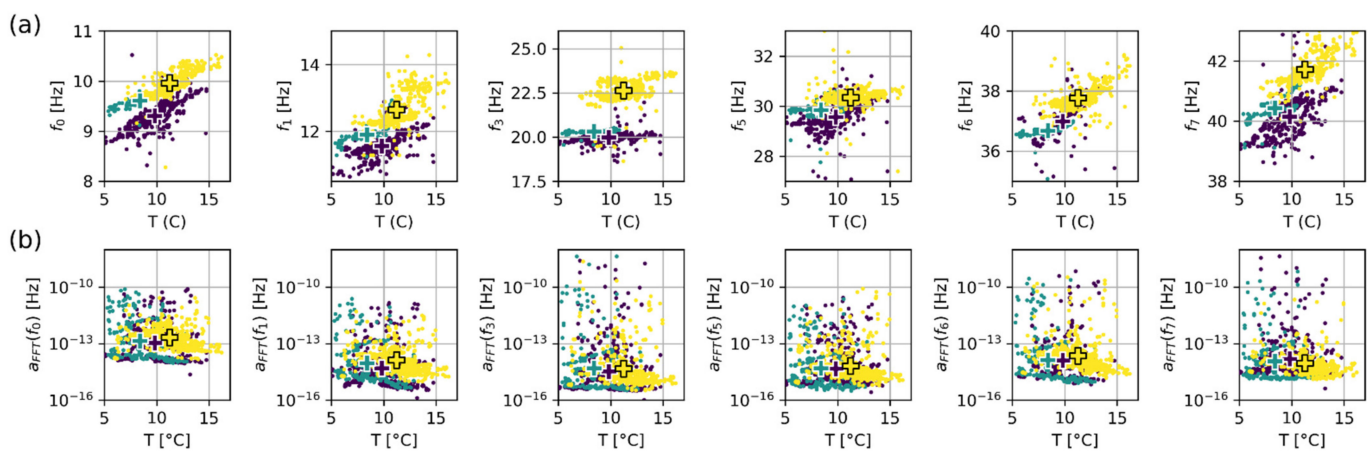 (a)
11
10
9
8
f₀ [Hz]
5 10 15
T (C)
14
12
f₁ [Hz]
5 10 15
T (C)
25.0
22.5
20.0
17.5
f₃ [Hz]
5 10 15
T (C)
32
30
28
f₅ [Hz]
5 10 15
T (C)
40
38
36
f₆ [Hz]
5 10 15
T (C)
42
40
38
f₇ [Hz]
5 10 15
T (C)
(b)
10⁻¹⁰
10⁻¹³
10⁻¹⁶
a_FFT(f₀) [Hz]
5 10 15
T [°C]
10⁻¹⁰
10⁻¹³
10⁻¹⁶
a_FFT(f₁) [Hz]
5 10 15
T [°C]
10⁻¹⁰
10⁻¹³
10⁻¹⁶
a_FFT(f₃) [Hz]
5 10 15
T [°C]
10⁻¹⁰
10⁻¹³
10⁻¹⁶
a_FFT(f₅) [Hz]
5 10 15
T [°C]
10⁻¹⁰
10⁻¹³
10⁻¹⁶
a_FFT(f₆) [Hz]
5 10 15
T [°C]
10⁻¹⁰
10⁻¹³
10⁻¹⁶
a_FFT(f₇) [Hz]
5 10 15
T [°C]